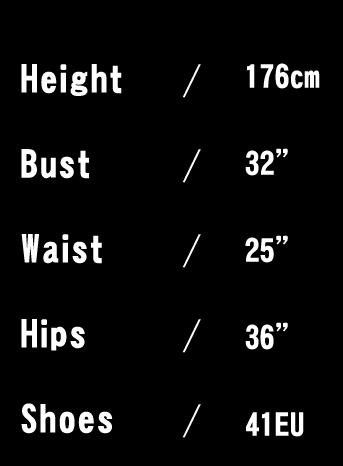 Height / 176cm
Bust / 32”
Waist / 25”
Hips / 36”
Shoes / 41EU